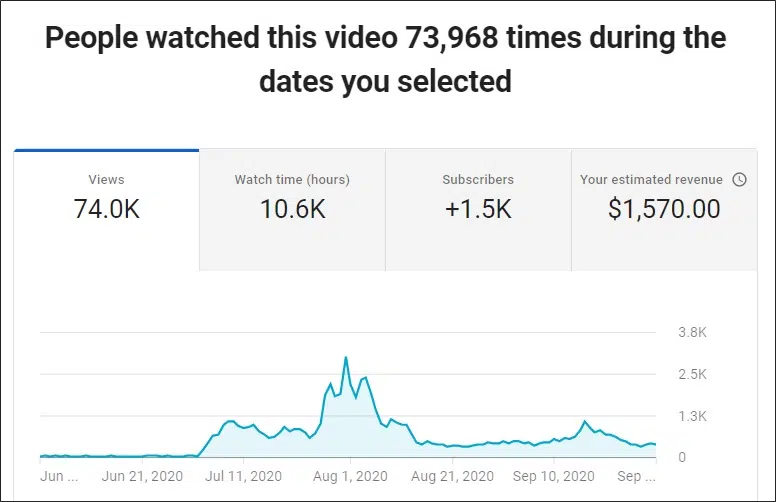 People watched this video 73,968 times during the
dates you selected
Views
74.0K
Watch time (hours)
10.6K
Subscribers
+1.5K
Your estimated revenue
$1,570.00
3.8K
2.5K
1.3K
0
Jun ...
Jun 21, 2020
Jul 11, 2020
Aug 1, 2020
Aug 21, 2020
Sep 10, 2020
Sep ...